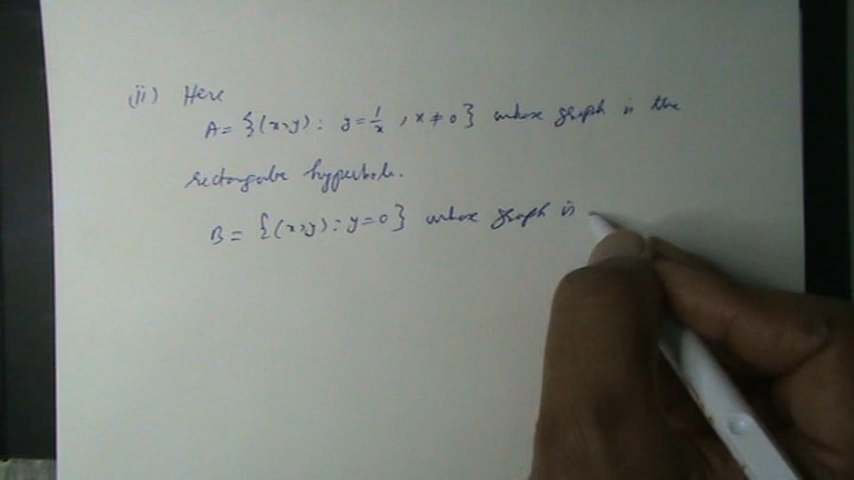 (ii) Here
A = {(x,y) : y = 1/x , x ≠ 0} whose graph is the
rectangular hyperbola.
B = {(x,y) : y = 0} whose graph is